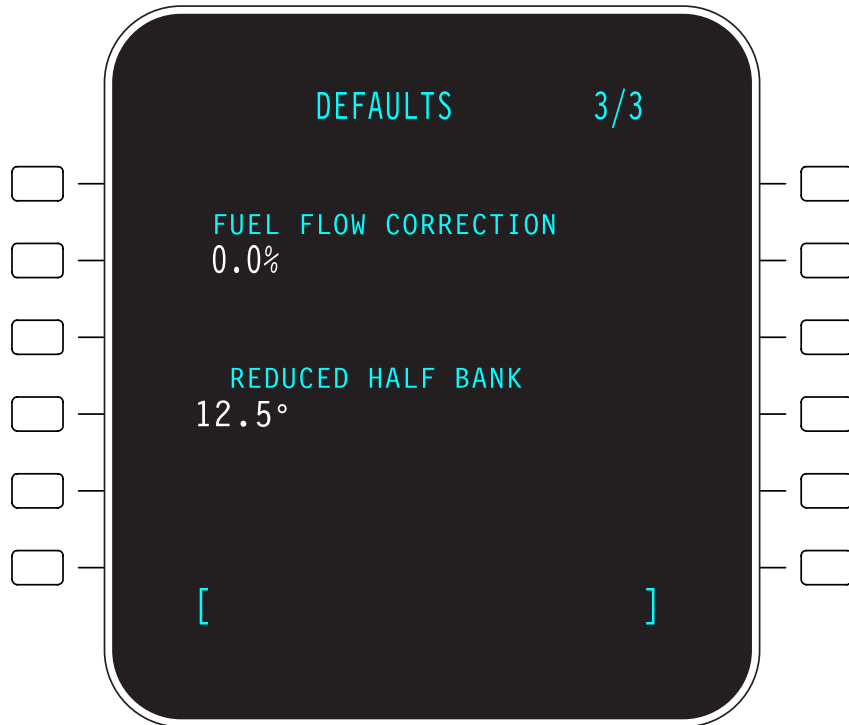 DEFAULTS 3/3
FUEL FLOW CORRECTION
0.0%
REDUCED HALF BANK
12.5°
[ ]